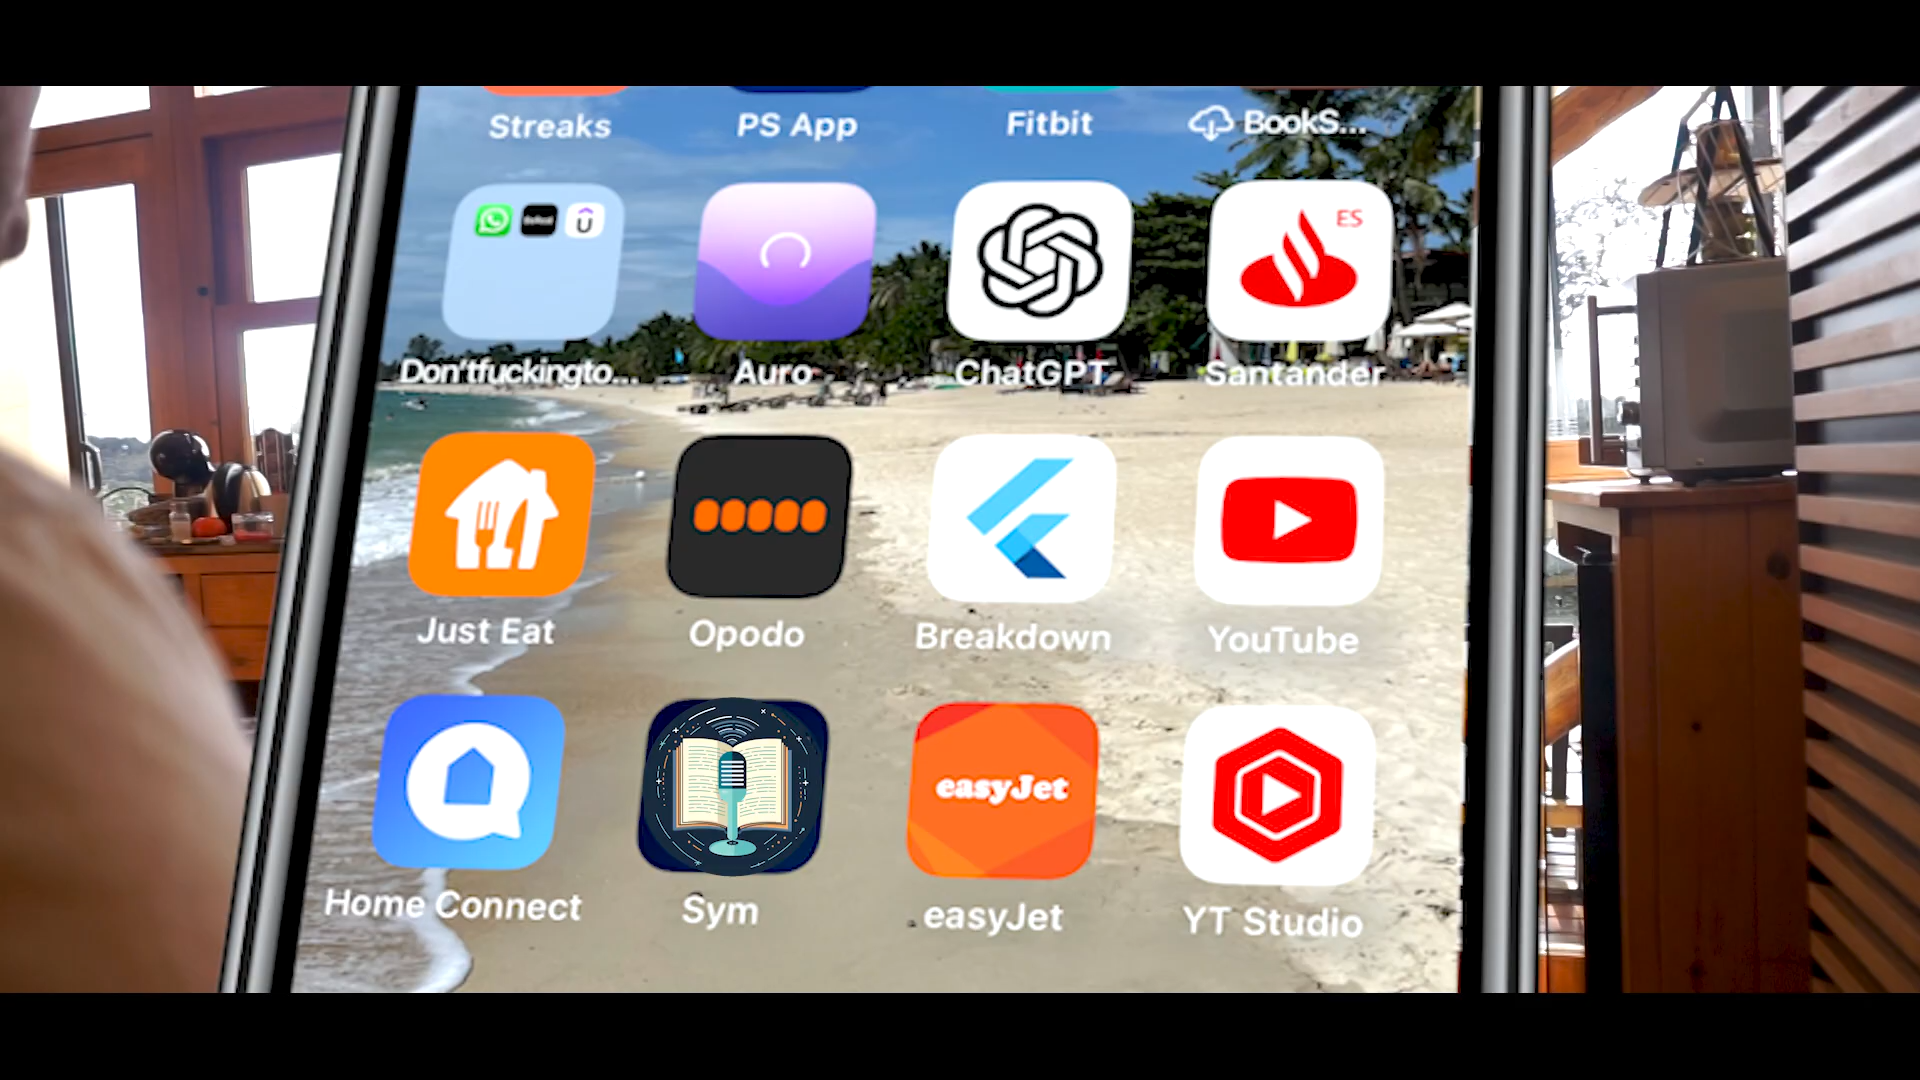 Streaks
PS App
Fitbit
BookS...
ES
Don'tfuckingto...
Auro
ChatGPT
Santander
Just Eat
Opodo
Breakdown
YouTube
easyJet
Home Connect
Sym
easyJet
YT Studio